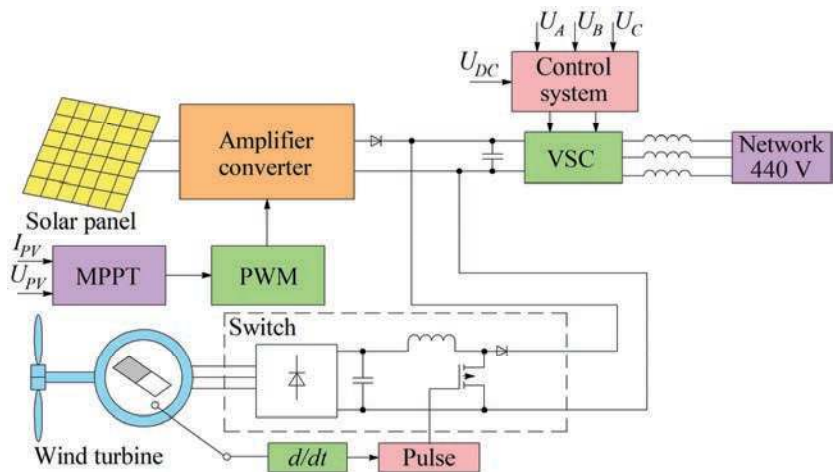 U_A U_B U_C
U_DC
Control
system
Amplifier
converter
VSC
Network
440 V
Solar panel
I_PV
U_PV
MPPT
PWM
Switch
Wind turbine
d/dt
Pulse